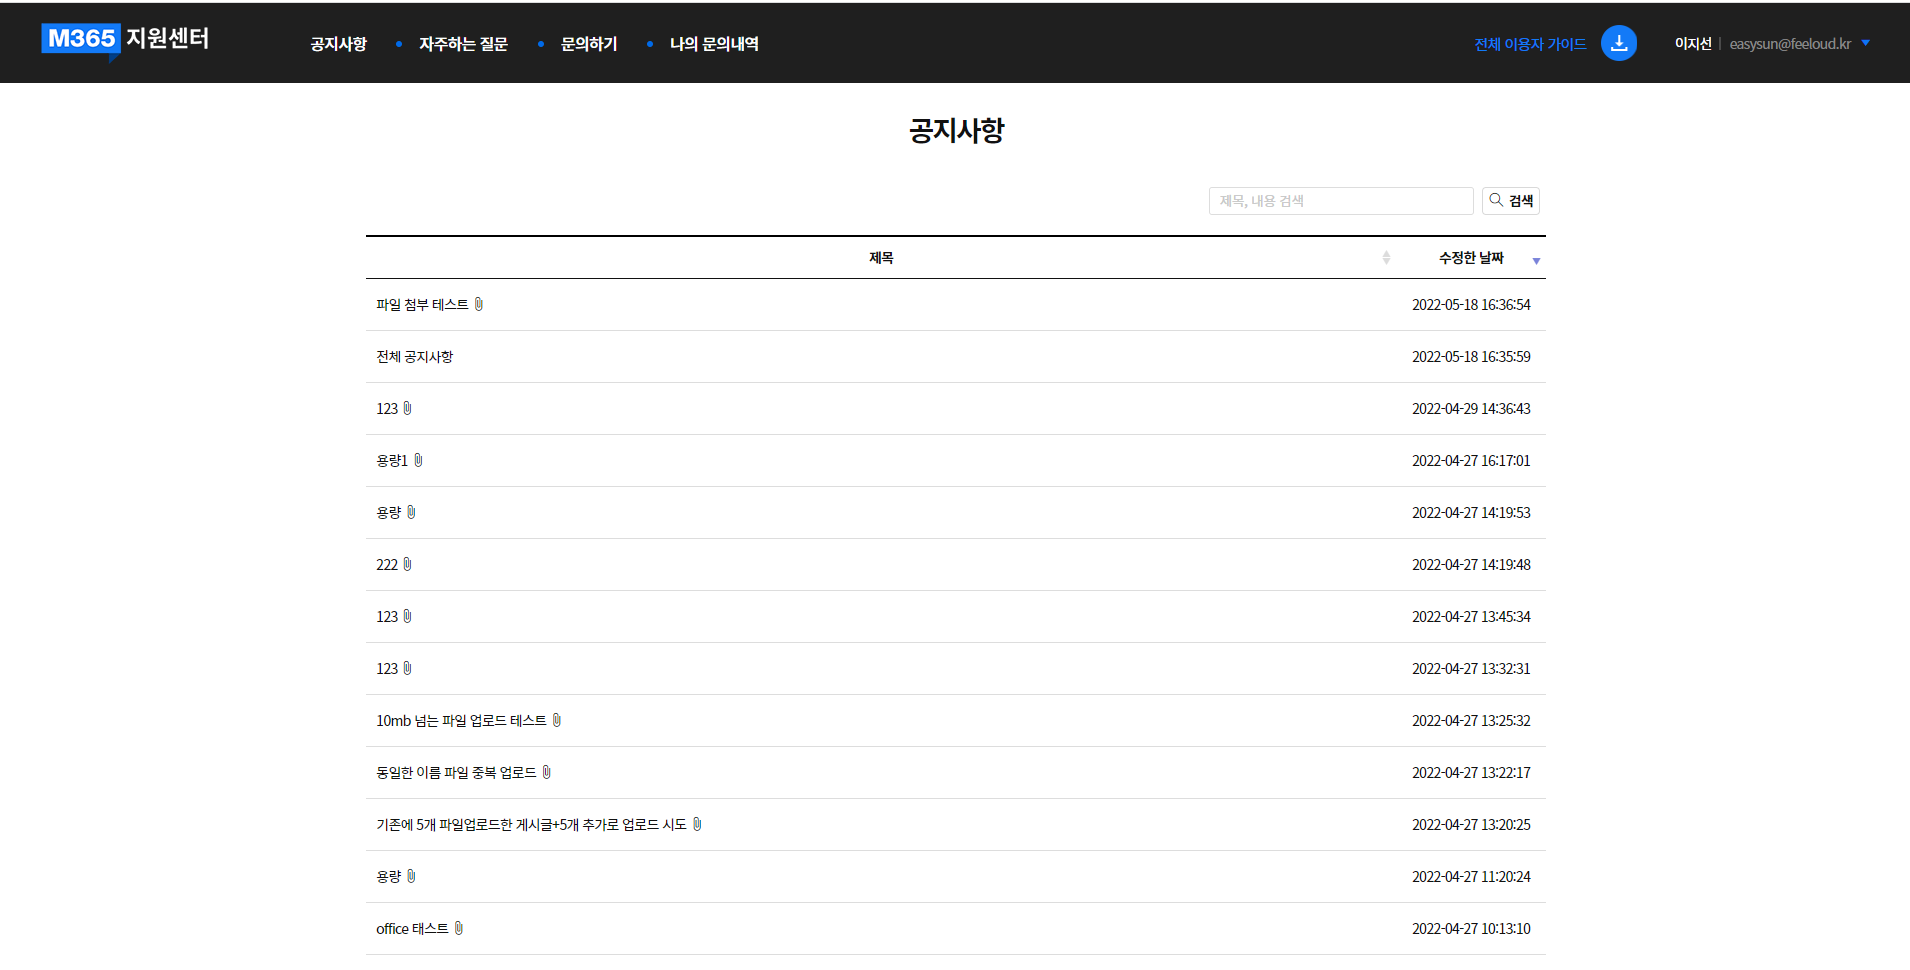 M365 지원센터
공지사항 • 자주하는 질문 • 문의하기 • 나의 문의내역
전체 이용자 가이드
이지선 | easysun@feeloud.kr
공지사항
제목, 내용 검색
검색
제목 수정한 날짜
파일 첨부 테스트 2022-05-18 16:36:54
전체 공지사항 2022-05-18 16:35:59
123 2022-04-29 14:36:43
용량1 2022-04-27 16:17:01
용량 2022-04-27 14:19:53
222 2022-04-27 14:19:48
123 2022-04-27 13:45:34
123 2022-04-27 13:32:31
10mb 넘는 파일 업로드 테스트 2022-04-27 13:25:32
동일한 이름 파일 중복 업로드 2022-04-27 13:22:17
기존에 5개 파일업로드한 게시글+5개 추가로 업로드 시도 2022-04-27 13:20:25
용량 2022-04-27 11:20:24
office 태스트 2022-04-27 10:13:10